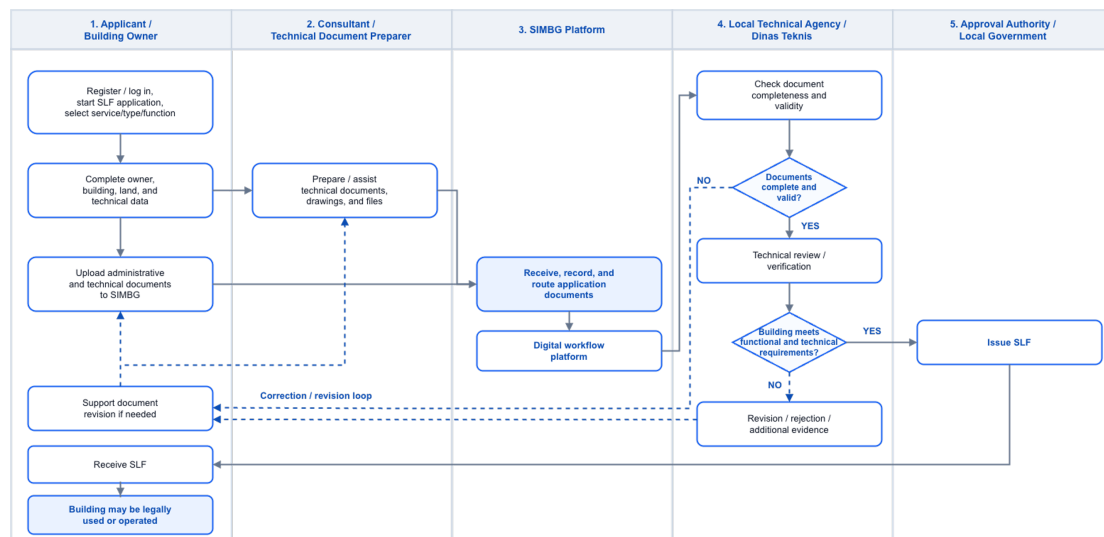 1. Applicant /
Building Owner
2. Consultant /
Technical Document Preparer
3. SIMBG Platform
4. Local Technical Agency /
Dinas Teknis
5. Approval Authority /
Local Government
Register / log in,
start SLF application,
select service/type/function
Check document
completeness and
validity
Complete owner,
building, land, and
technical data
Prepare / assist
technical documents,
drawings, and files
NO
Documents
complete and
valid?
YES
Upload administrative
and technical documents
to SIMBG
Receive, record, and
route application
documents
Technical review /
verification
Digital workflow
platform
Building meets
functional and technical
requirements?
YES
Issue SLF
NO
Support document
revision if needed
Correction / revision loop
Revision / rejection /
additional evidence
Receive SLF
Building may be legally
used or operated